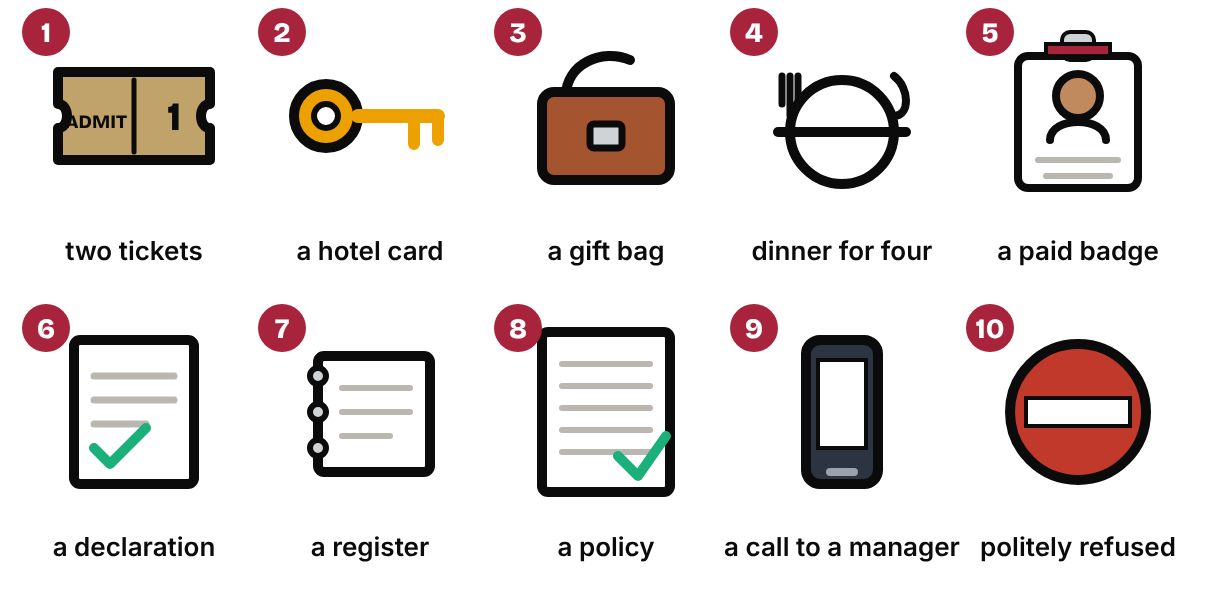 1
2
3
4
5
ADMIT 1
two tickets
a hotel card
a gift bag
dinner for four
a paid badge
6
7
8
9
10
a declaration
a register
a policy
a call to a manager
politely refused